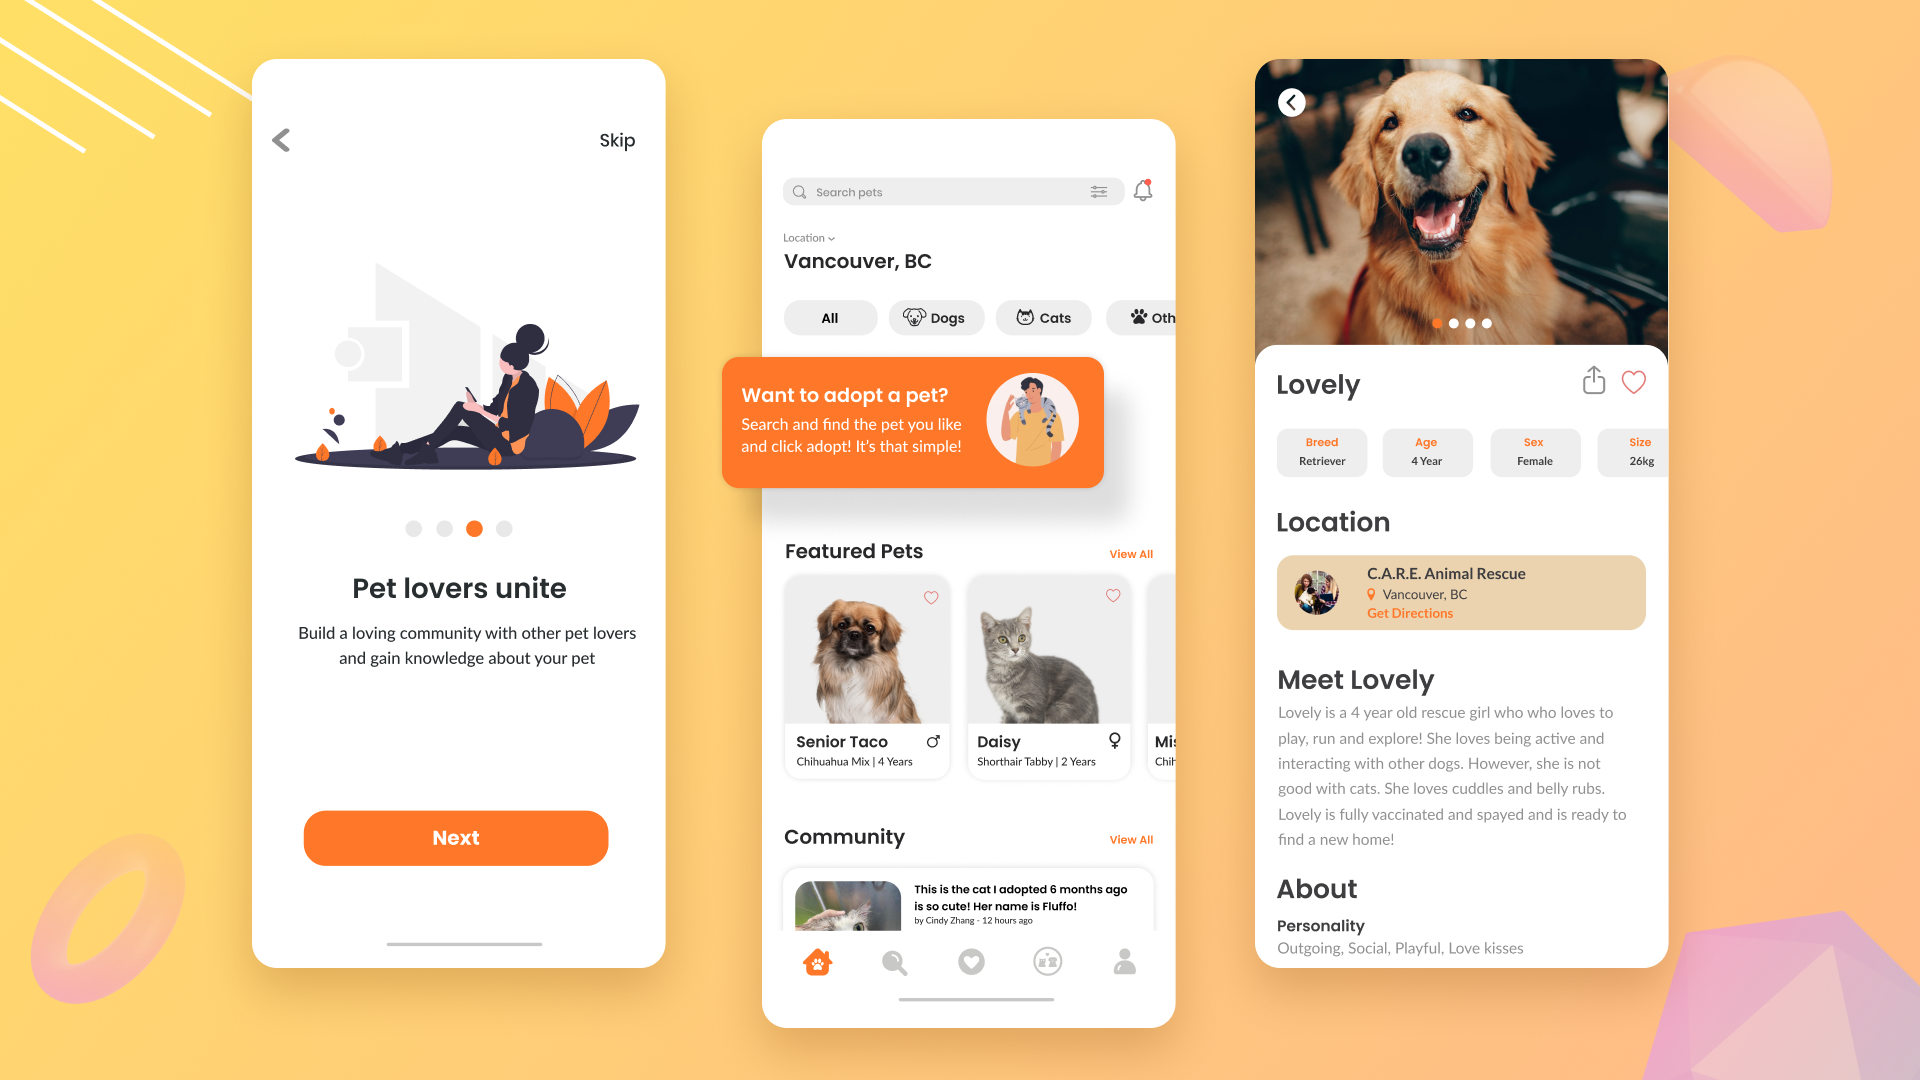 Skip
Pet lovers unite
Build a loving community with other pet lovers
and gain knowledge about your pet
Next
Search pets
Location
Vancouver, BC
All
Dogs
Cats
Oth
Want to adopt a pet?
Search and find the pet you like
and click adopt! It's that simple!
Featured Pets
View All
Senior Taco
Chihuahua Mix | 4 Years
Daisy
Shorthair Tabby | 2 Years
Mis
Chih
Community
View All
This is the cat I adopted 6 months ago
is so cute! Her name is Fluffo!
by Cindy Zhang - 12 hours ago
Lovely
Breed
Retriever
Age
4 Year
Sex
Female
Size
26kg
Location
C.A.R.E. Animal Rescue
Vancouver, BC
Get Directions
Meet Lovely
Lovely is a 4 year old rescue girl who who loves to
play, run and explore! She loves being active and
interacting with other dogs. However, she is not
good with cats. She loves cuddles and belly rubs.
Lovely is fully vaccinated and spayed and is ready to
find a new home!
About
Personality
Outgoing, Social, Playful, Love kisses